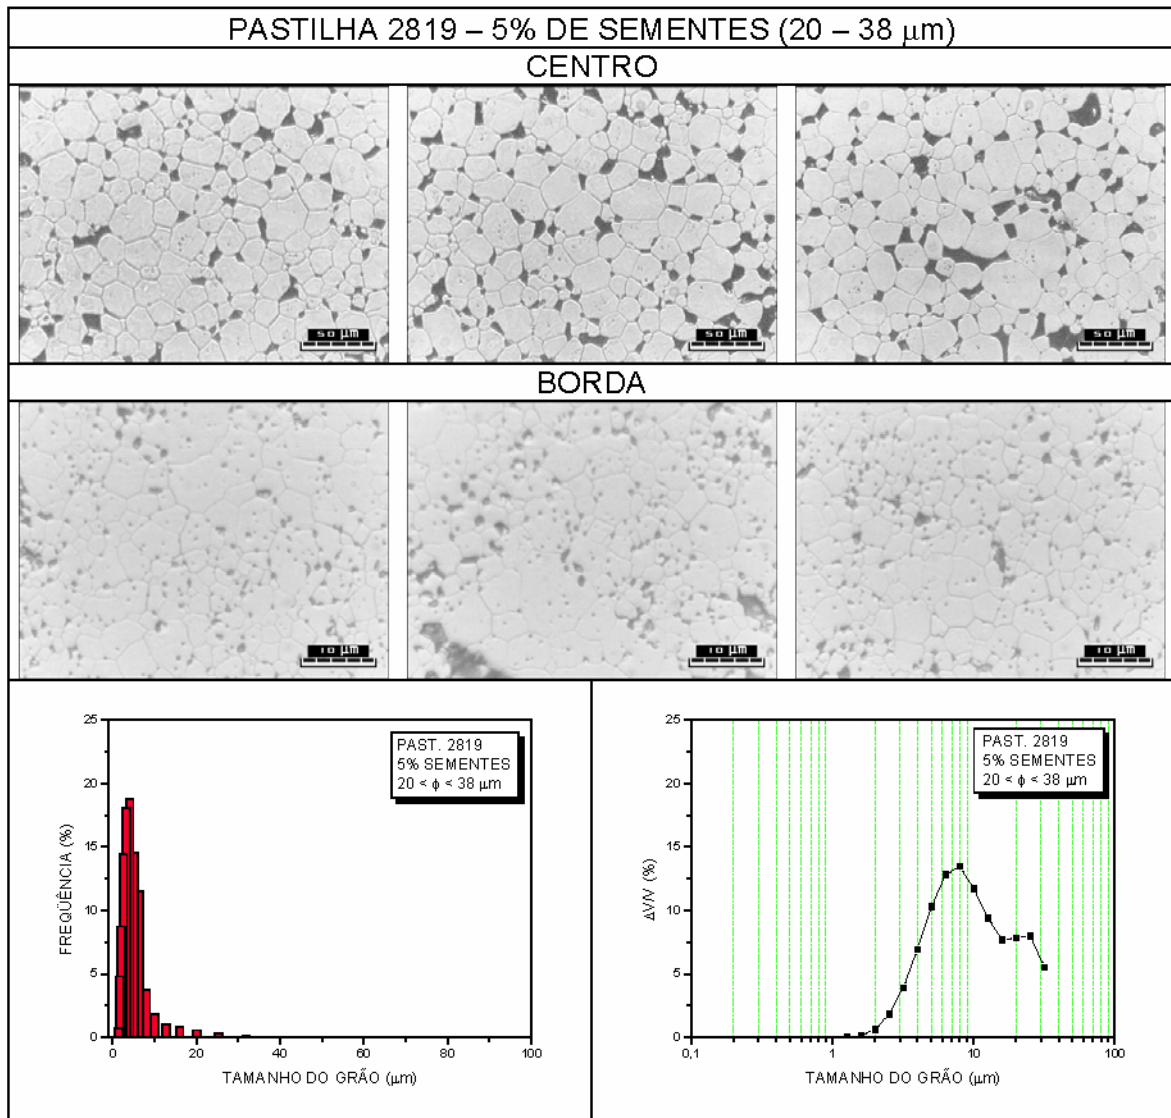 PASTILHA 2819 – 5% DE SEMENTES (20 – 38 μm)
CENTRO
50 μm
50 μm
50 μm
BORDA
10 μm
10 μm
10 μm
25
20
15
10
5
0
FREQÜÊNCIA (%)
PAST. 2819
5% SEMENTES
20 < ϕ < 38 μm
0
20
40
60
80
100
TAMANHO DO GRÃO (μm)
25
20
15
10
5
0
ΔV/V (%)
PAST. 2819
5% SEMENTES
20 < ϕ < 38 μm
0,1
1
10
100
TAMANHO DO GRÃO (μm)